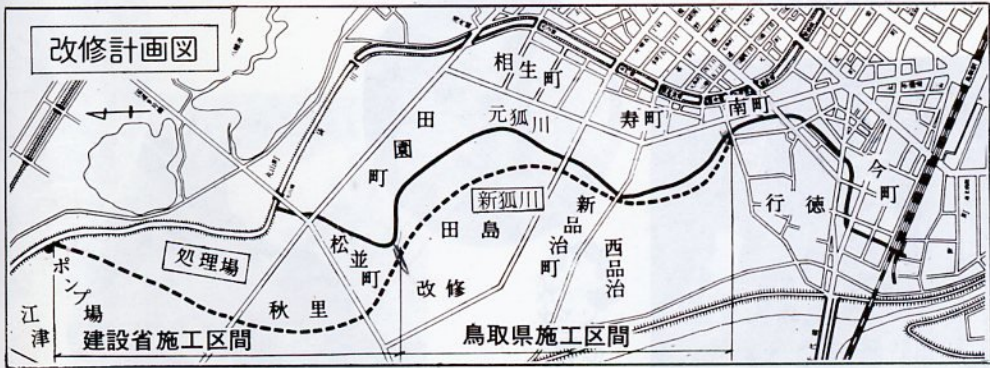 改修計画図
相生町
元狐川
寿町
南町
今町
行徳
田園町
新狐川
田島
新品治町
西品治
松並町
処理場
改修
秋里
ポンプ場
江津
建設省施工区間
鳥取県施工区間